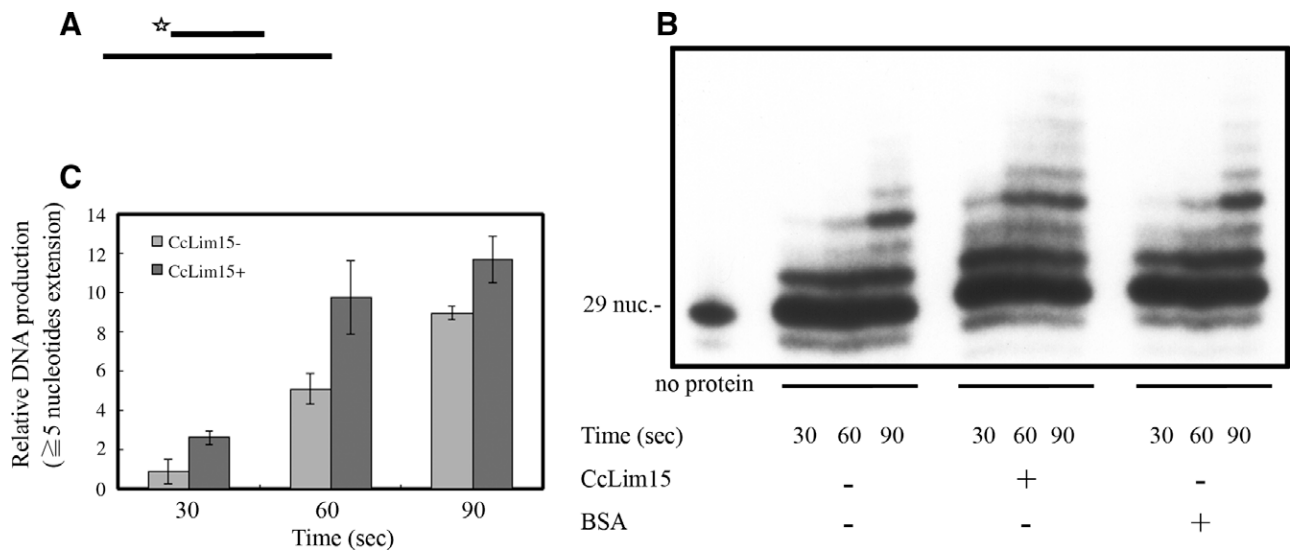 A
B
29 nuc.-
no protein
Time (sec) 30 60 90 30 60 90 30 60 90
CcLim15 - + -
BSA - - +
C
Relative DNA production
(≧5 nucleotides extension)
14
12
10
8
6
4
2
0
CcLim15-
CcLim15+
30 60 90
Time (sec)